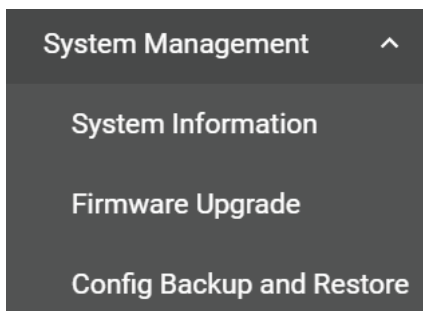 System Management
System Information
Firmware Upgrade
Config Backup and Restore